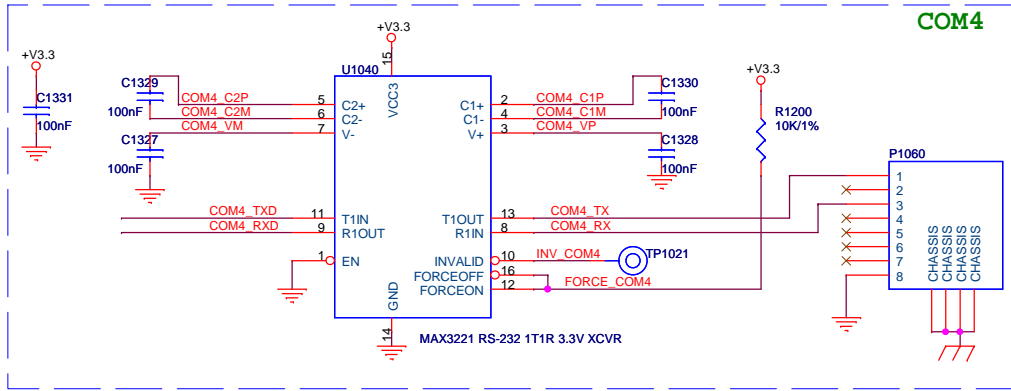 COM4
+V3.3
C1331
100nF
C1329
100nF
COM4_C2P
COM4_C2M
COM4_VM
C1327
100nF
+V3.3
U1040
15
VCC3
5 C2+
6 C2-
7 V-
C1+ 2
C1- 4
V+ 3
COM4_C1P
COM4_C1M
COM4_VP
C1330
100nF
C1328
100nF
+V3.3
R1200
10K/1%
P1060
1
2
3
4
5
6
7
8
CHASSIS
CHASSIS
CHASSIS
CHASSIS
COM4_TXD
COM4_RXD
11 T1IN
9 R1OUT
1 EN
T1OUT 13
R1IN 8
COM4_TX
COM4_RX
INVALID 10
FORCEOFF 16
FORCEON 12
INV_COM4
TP1021
FORCE_COM4
GND
14
MAX3221 RS-232 1T1R 3.3V XCVR